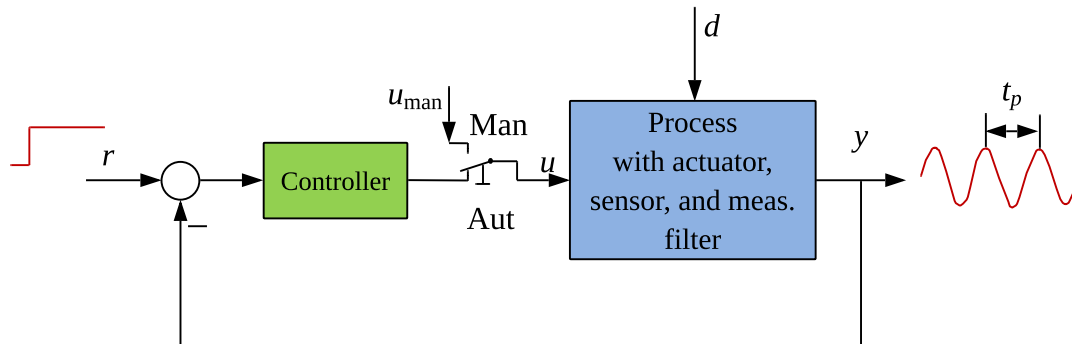 d
u_man
t_p
Man
Process
with actuator,
sensor, and meas.
filter
y
r
Controller
u
Aut